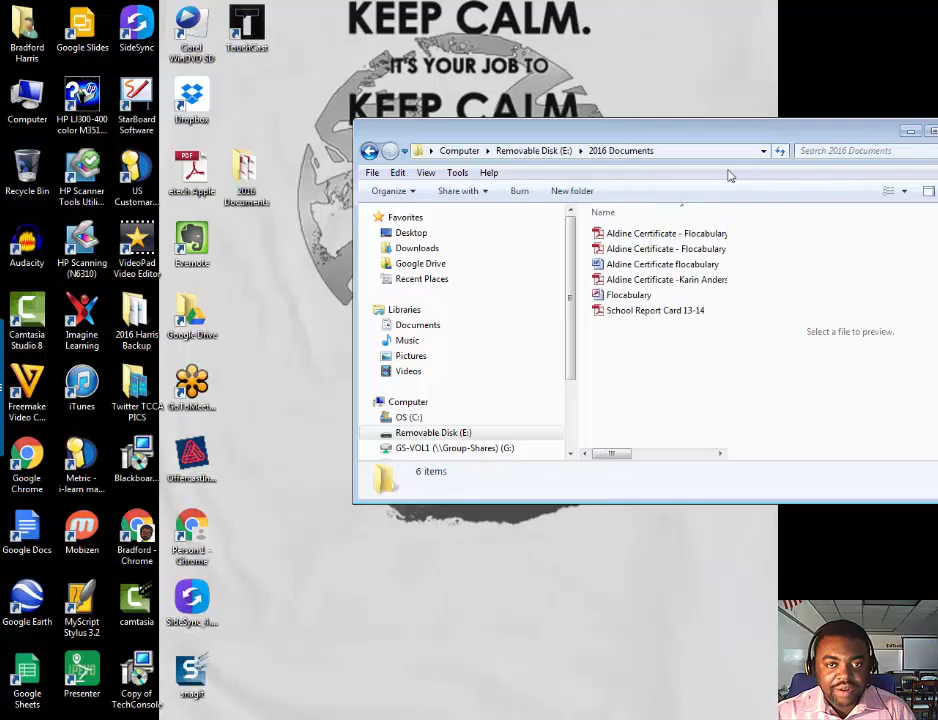 KEEP CALM.
IT'S YOUR JOB TO
KEEP CALM
Bradford
Harris
Google Slides
SideSync
Corel
WinDVD SD
TouchCast
Computer
HP LJ300-400
color M351...
StarBoard
Software
Dropbox
Recycle Bin
HP Scanner
Tools Utili...
US
Customar...
etech Apple
2016
Documents
Audacity
HP Scanning
(N6310)
VideoPad
Video Editor
Evernote
Camtasia
Studio 8
Imagine
Learning
2016 Harris
Backup
Google Drive
Freemake
Video C...
iTunes
Twitter TCCA
PICS
GoToMeet...
Google
Chrome
Metric -
i-learn ma...
Blackboar...
Offercastin...
Google Docs
Mobizen
Bradford -
Chrome
Person 1 -
Chrome
Google Earth
MyScript
Stylus 3.2
camtasia
SideSync_4...
Google
Sheets
Presenter
Copy of
TechConsole
snagit
Computer Removable Disk (E:) 2016 Documents
Search 2016 Documents
File Edit View Tools Help
Organize Share with Burn New folder
Favorites
Desktop
Downloads
Google Drive
Recent Places
Libraries
Documents
Music
Pictures
Videos
Computer
OS (C:)
Removable Disk (E:)
GS-VOL1 (\\Group-Shares) (G:)
Name
Aldine Cerrtificate - Flocabulary
Aldine Certificate - Flocabulary
Aldine Certificate flocabulary
Aldine Certificate -Karin Anders
Flocabulary
School Report Card 13-14
Select a file to preview.
6 items